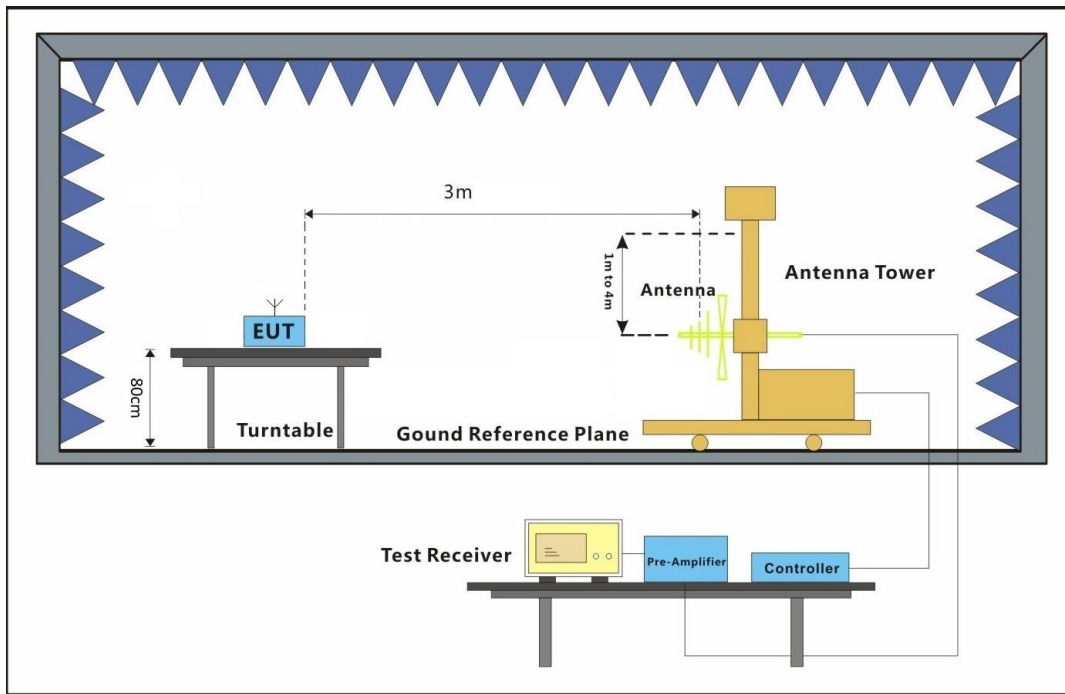 3m
1m to 4m
Antenna
Antenna Tower
EUT
80cm
Turntable
Gound Reference Plane
Test Receiver
Pre-Amplifier
Controller